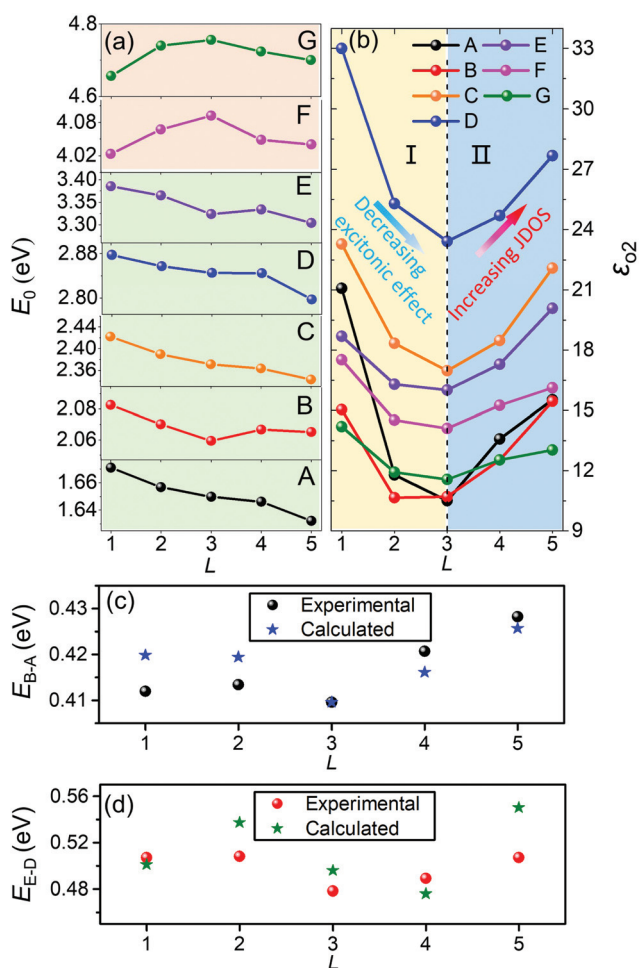 (a)
G
4.8
4.6
F
4.08
4.02
E
3.40
3.30
D
2.88
2.80
C
2.44
2.40
2.36
B
2.08
2.06
A
1.66
1.64
E0 (eV)
1 2 3 4 5
L
(b)
A E
B F
C G
D
I II
Decreasing
excitonic effect
Increasing JDOS
33
30
27
24
21
18
15
12
9
εo2
1 2 3 4 5
L
(c)
Experimental
Calculated
0.43
0.42
0.41
EB-A (eV)
1 2 3 4 5
L
(d)
Experimental
Calculated
0.56
0.52
0.48
EE-D (eV)
1 2 3 4 5
L